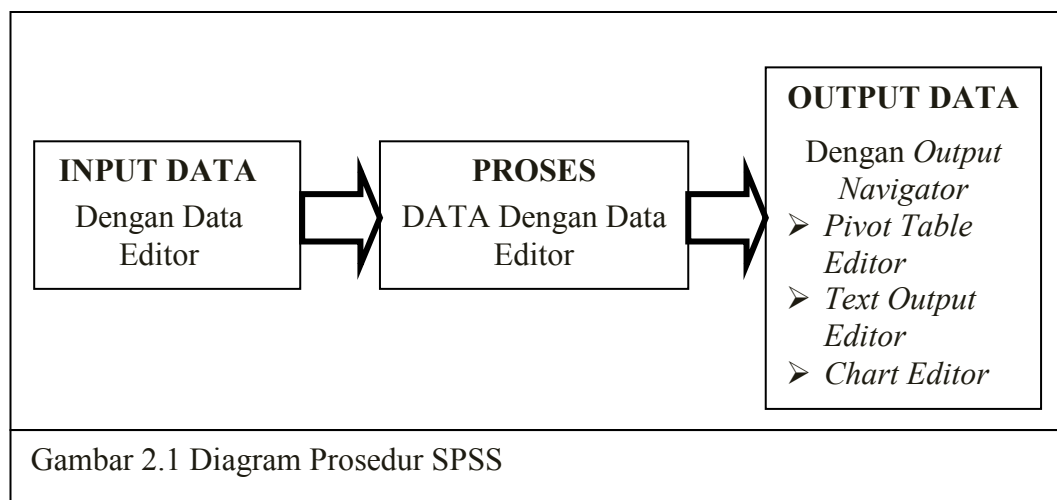 INPUT DATA
Dengan Data
Editor
PROSES
DATA Dengan Data
Editor
OUTPUT DATA
Dengan Output
Navigator
➢ Pivot Table
Editor
➢ Text Output
Editor
➢ Chart Editor
Gambar 2.1 Diagram Prosedur SPSS